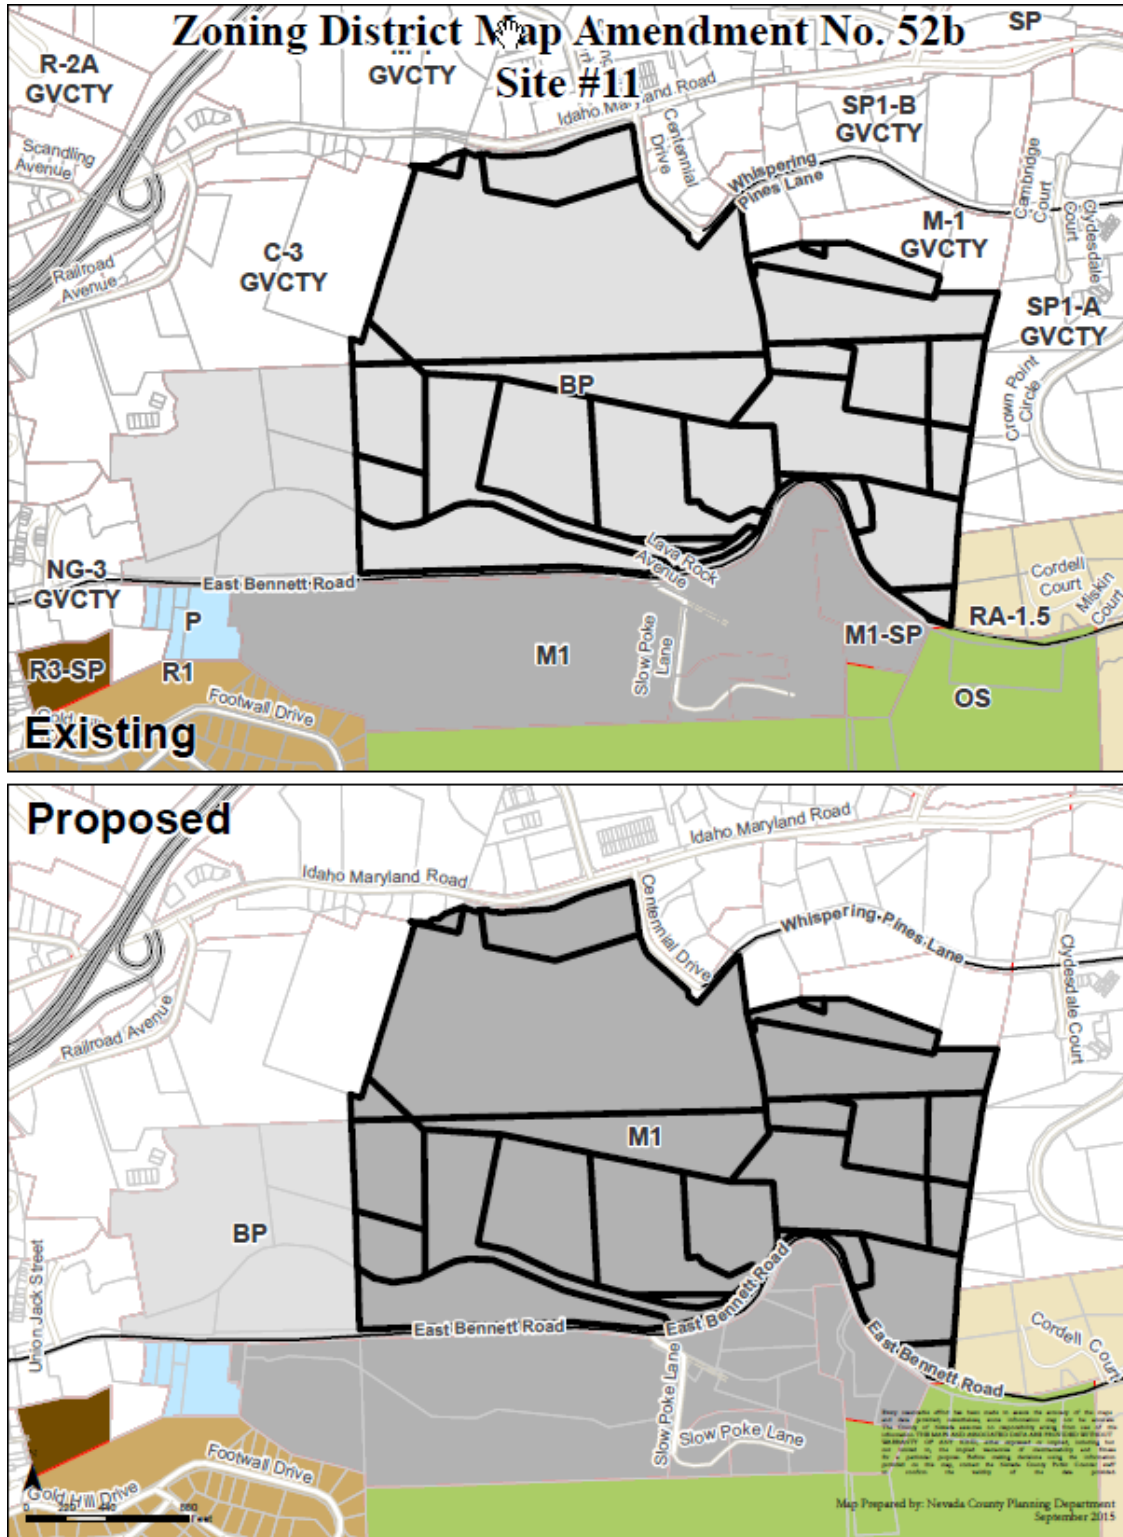 Zoning District Map Amendment No. 52b
Site #11
SP
R-2A
GVCTY
GVCTY
Idaho Maryland Road
SP1-B
GVCTY
Scandling
Avenue
Centennial
Drive
Whispering
Pines Lane
Cambridge
Court
Clydesdale
Court
M-1
GVCTY
C-3
GVCTY
Railroad
Avenue
SP1-A
GVCTY
Crown Point
Circle
BP
Lava Rock
Avenue
NG-3
GVCTY
East Bennett Road
P
Cordell
Court
Miskin
Court
RA-1.5
M1-SP
M1
Slow Poke
Lane
R3-SP
R1
OS
Footwall Drive
Existing
Proposed
Idaho Maryland Road
Idaho Maryland Road
Centennial Drive
Whispering Pines Lane
Clydesdale Court
Railroad Avenue
M1
BP
Union Jack Street
East Bennett Road
East Bennett Road
East Bennett Road
Cordell Court
Slow Poke Lane
Slow Poke Lane
Footwall Drive
Gold Hill Drive
0 220 440 880
Feet
Map Prepared by: Nevada County Planning Department
September 2015